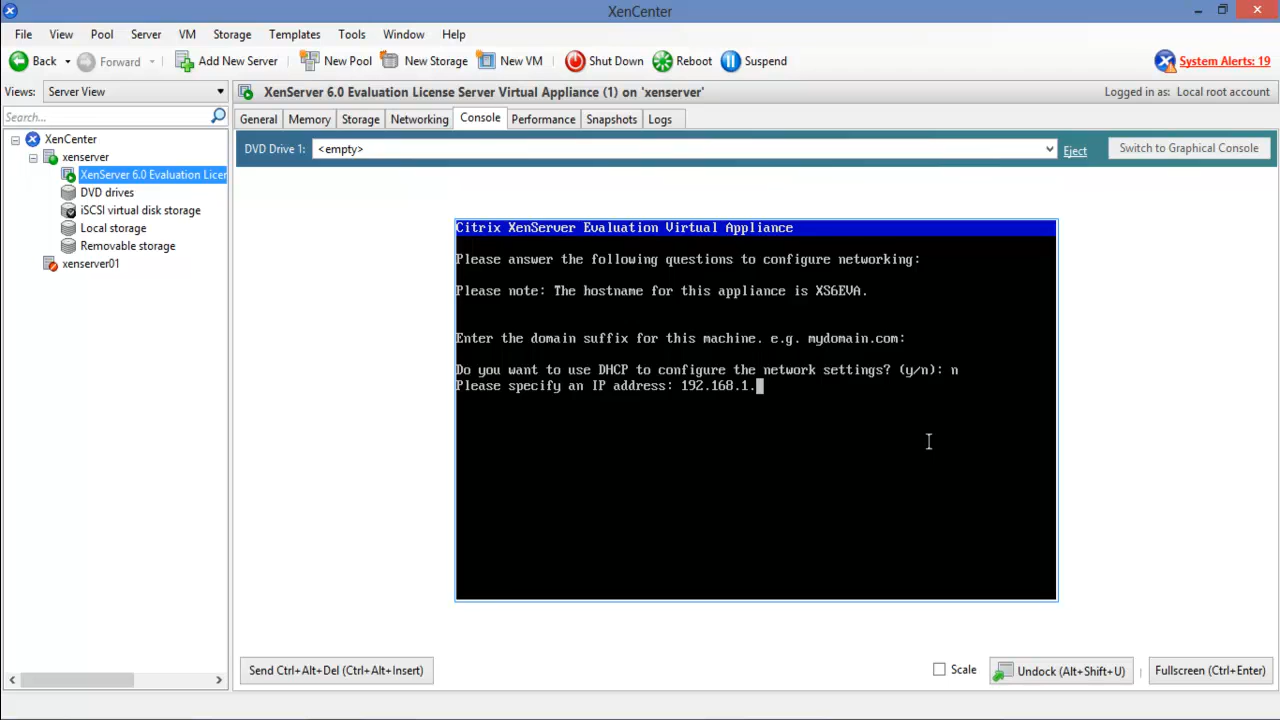 XenCenter
File View Pool Server VM Storage Templates Tools Window Help
Back Forward Add New Server New Pool New Storage New VM Shut Down Reboot Suspend System Alerts: 19
Views: Server View XenServer 6.0 Evaluation License Server Virtual Appliance (1) on 'xenserver' Logged in as: Local root account
Search... General Memory Storage Networking Console Performance Snapshots Logs
XenCenter
xenserver
XenServer 6.0 Evaluation Licer
DVD drives
iSCSI virtual disk storage
Local storage
Removable storage
xenserver01
DVD Drive 1: <empty> Eject Switch to Graphical Console
Citrix XenServer Evaluation Virtual Appliance
Please answer the following questions to configure networking:
Please note: The hostname for this appliance is XS6EVA.
Enter the domain suffix for this machine. e.g. mydomain.com:
Do you want to use DHCP to configure the network settings? (y/n): n
Please specify an IP address: 192.168.1.
Send Ctrl+Alt+Del (Ctrl+Alt+Insert) Scale Undock (Alt+Shift+U) Fullscreen (Ctrl+Enter)